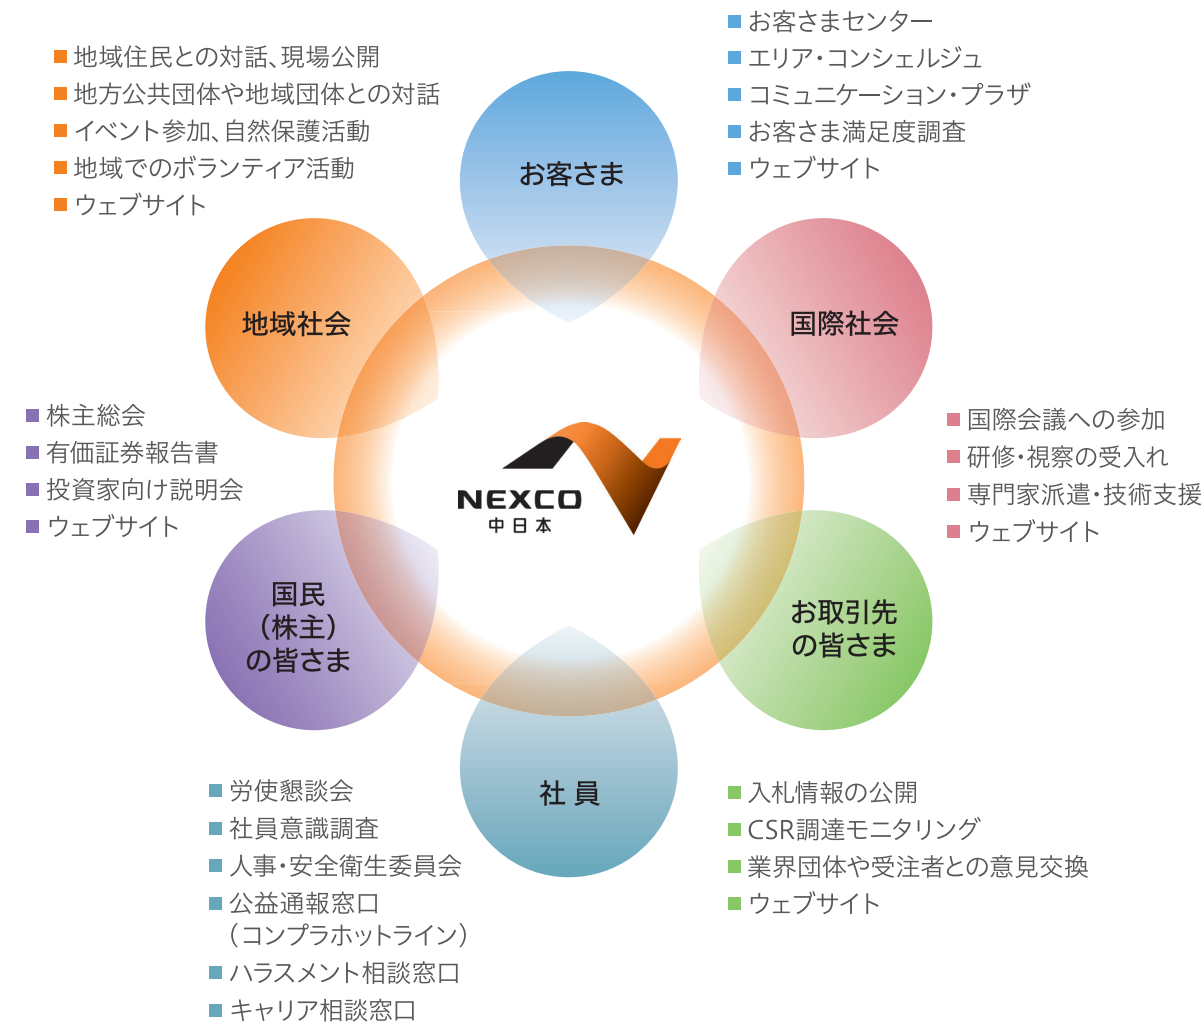 お客さまセンター
エリア・コンシェルジュ
コミュニケーション・プラザ
お客さま満足度調査
ウェブサイト
地域住民との対話、現場公開
地方公共団体や地域団体との対話
イベント参加、自然保護活動
地域でのボランティア活動
ウェブサイト
お客さま
地域社会
国際社会
株主総会
有価証券報告書
投資家向け説明会
ウェブサイト
国際会議への参加
研修・視察の受入れ
専門家派遣・技術支援
ウェブサイト
NEXCO
中日本
国民
（株主）
の皆さま
お取引先
の皆さま
社 員
労使懇談会
社員意識調査
人事・安全衛生委員会
公益通報窓口
（コンプラホットライン）
ハラスメント相談窓口
キャリア相談窓口
入札情報の公開
CSR調達モニタリング
業界団体や受注者との意見交換
ウェブサイト